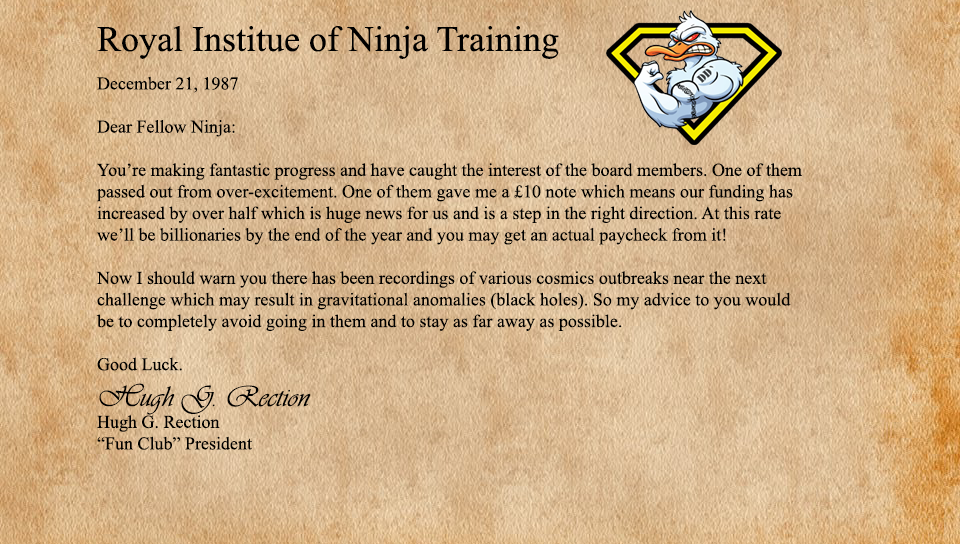 Royal Institue of Ninja Training
DD
December 21, 1987
Dear Fellow Ninja:
You’re making fantastic progress and have caught the interest of the board members. One of them
passed out from over-excitement. One of them gave me a £10 note which means our funding has
increased by over half which is huge news for us and is a step in the right direction. At this rate
we’ll be billionaries by the end of the year and you may get an actual paycheck from it!
Now I should warn you there has been recordings of various cosmics outbreaks near the next
challenge which may result in gravitational anomalies (black holes). So my advice to you would
be to completely avoid going in them and to stay as far away as possible.
Good Luck.
Hugh G. Rection
Hugh G. Rection
“Fun Club” President